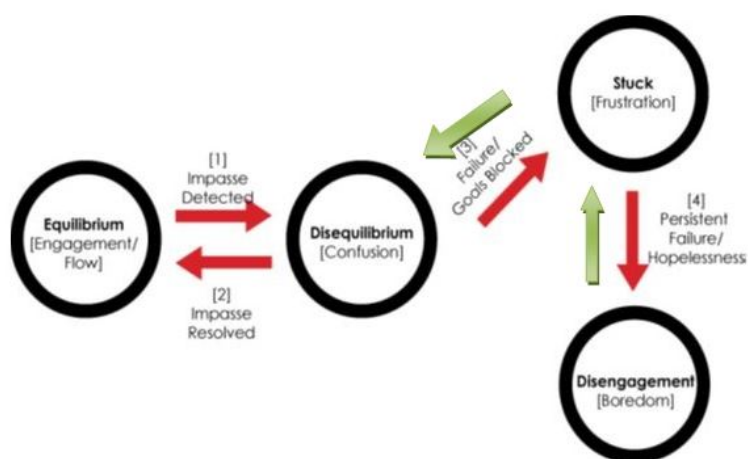 Equilibrium
[Engagement/
Flow]
[1]
Impasse
Detected
[2]
Impasse
Resolved
Disequilibrium
[Confusion]
[3]
Failure/
Goals Blocked
Stuck
[Frustration]
[4]
Persistent
Failure/
Hopelessness
Disengagement
[Boredom]